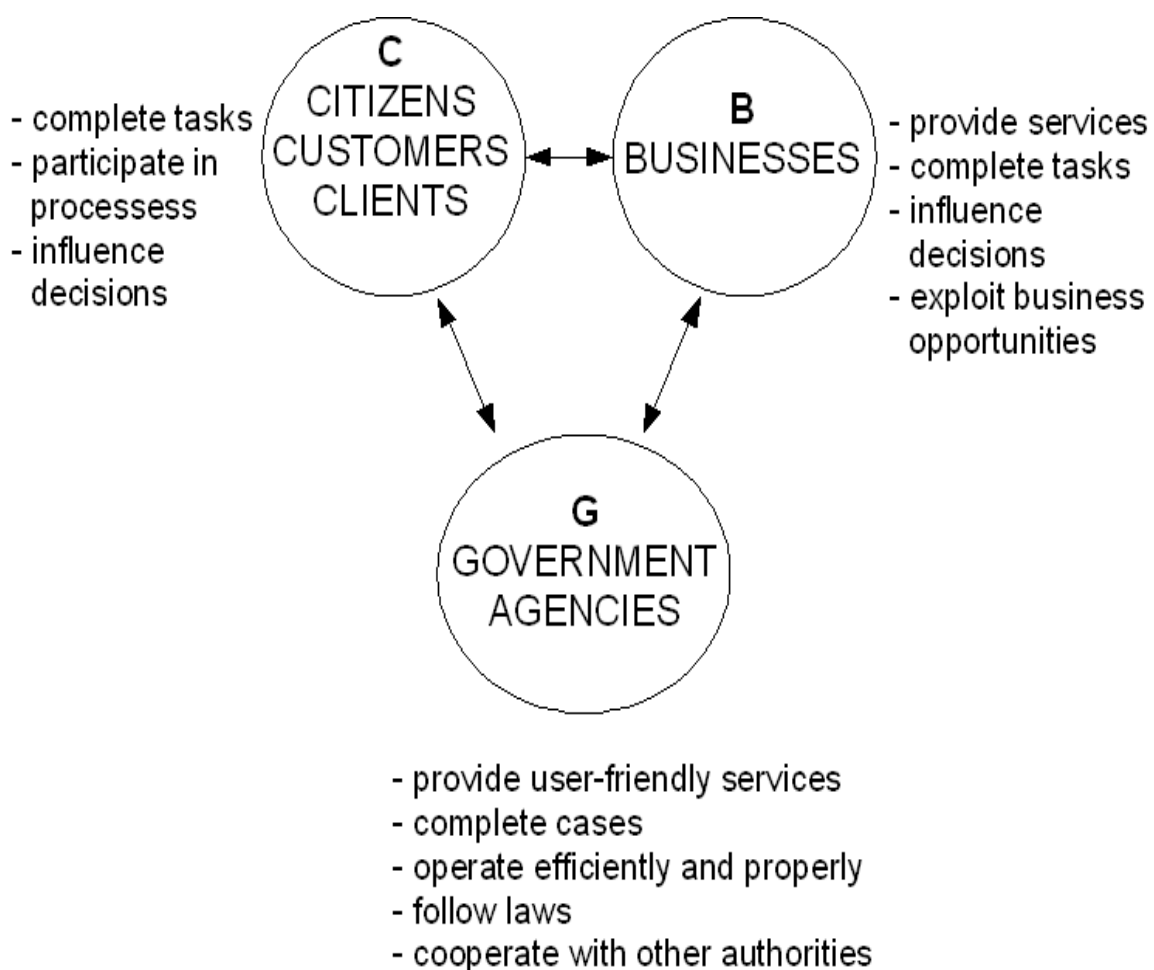 C
CITIZENS
CUSTOMERS
CLIENTS
- complete tasks
- participate in
processess
- influence
decisions
B
BUSINESSES
- provide services
- complete tasks
- influence
decisions
- exploit business
opportunities
G
GOVERNMENT
AGENCIES
- provide user-friendly services
- complete cases
- operate efficiently and properly
- follow laws
- cooperate with other authorities